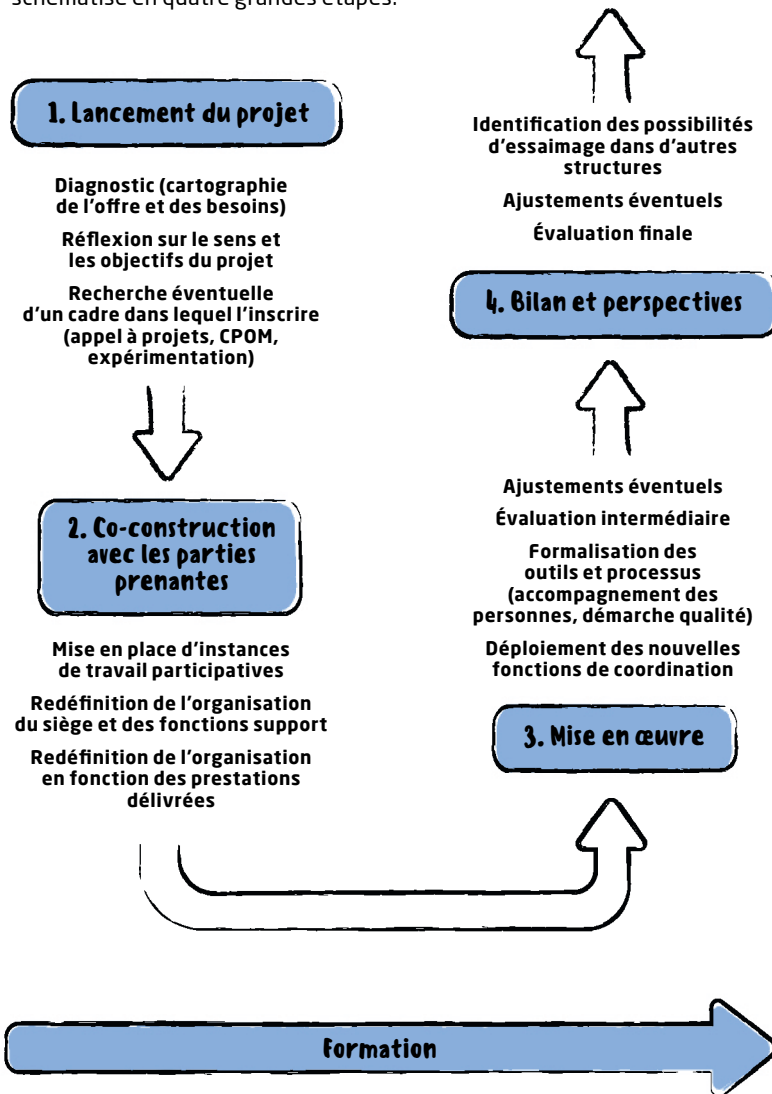 schématisé en quatre grandes étapes.
1. Lancement du projet
Diagnostic (cartographie
de l'offre et des besoins)
Réflexion sur le sens et
les objectifs du projet
Recherche éventuelle
d'un cadre dans lequel l'inscrire
(appel à projets, CPOM,
expérimentation)
2. Co-construction
avec les parties
prenantes
Mise en place d'instances
de travail participatives
Redéfinition de l'organisation
du siège et des fonctions support
Redéfinition de l'organisation
en fonction des prestations
délivrées
Identification des possibilités
d'essaimage dans d'autres
structures
Ajustements éventuels
Évaluation finale
4. Bilan et perspectives
Ajustements éventuels
Évaluation intermédiaire
Formalisation des
outils et processus
(accompagnement des
personnes, démarche qualité)
Déploiement des nouvelles
fonctions de coordination
3. Mise en œuvre
Formation